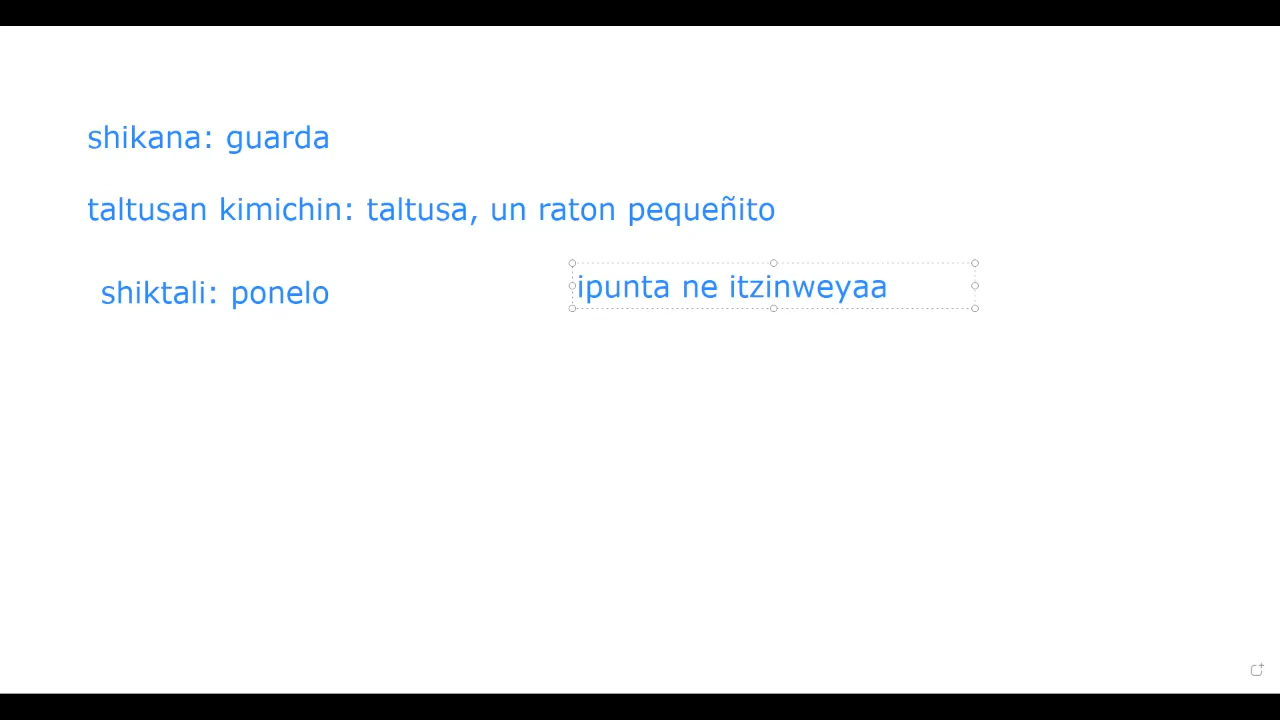 shikana: guarda
taltusan kimichin: taltusa, un raton pequeñito
shiktali: ponelo
ipunta ne itzinweyaa